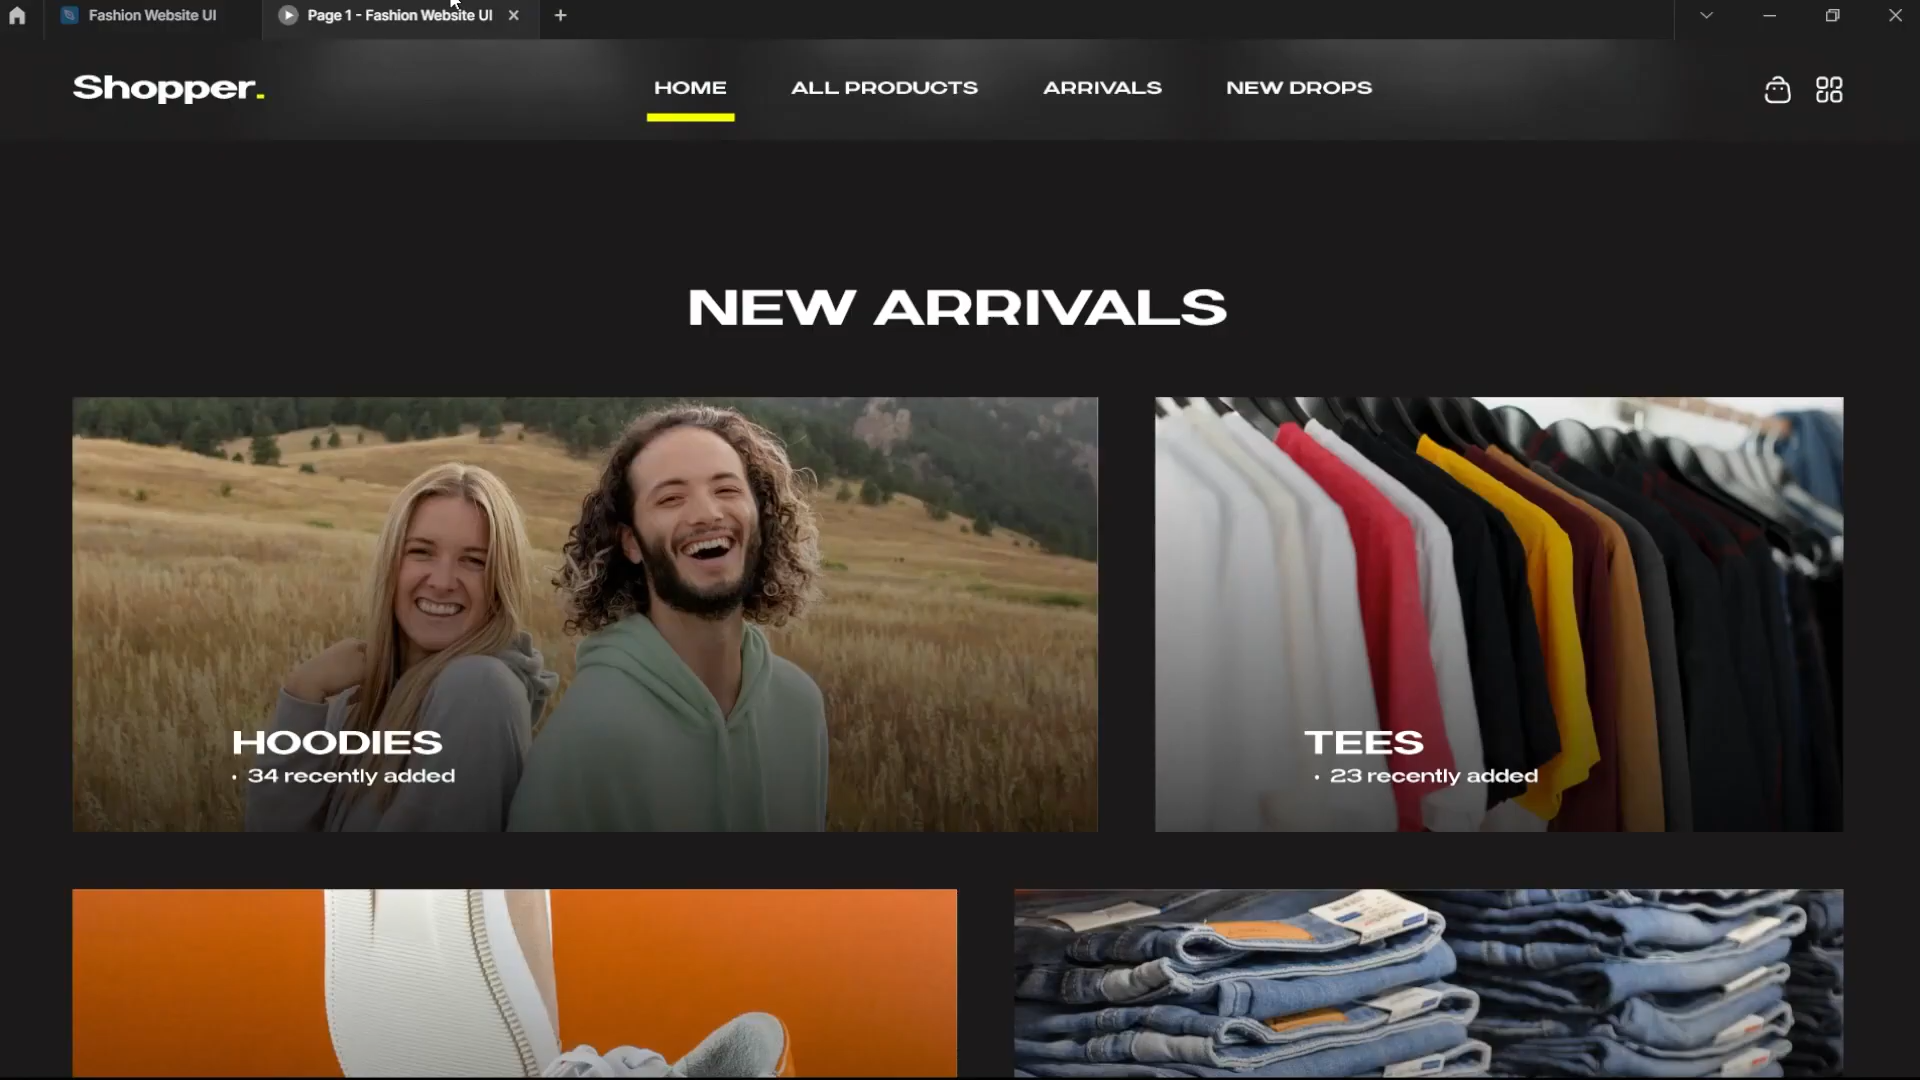 Fashion Website UI
Page 1 - Fashion Website UI
Shopper.
HOME
ALL PRODUCTS
ARRIVALS
NEW DROPS
NEW ARRIVALS
HOODIES
• 34 recently added
TEES
• 23 recently added